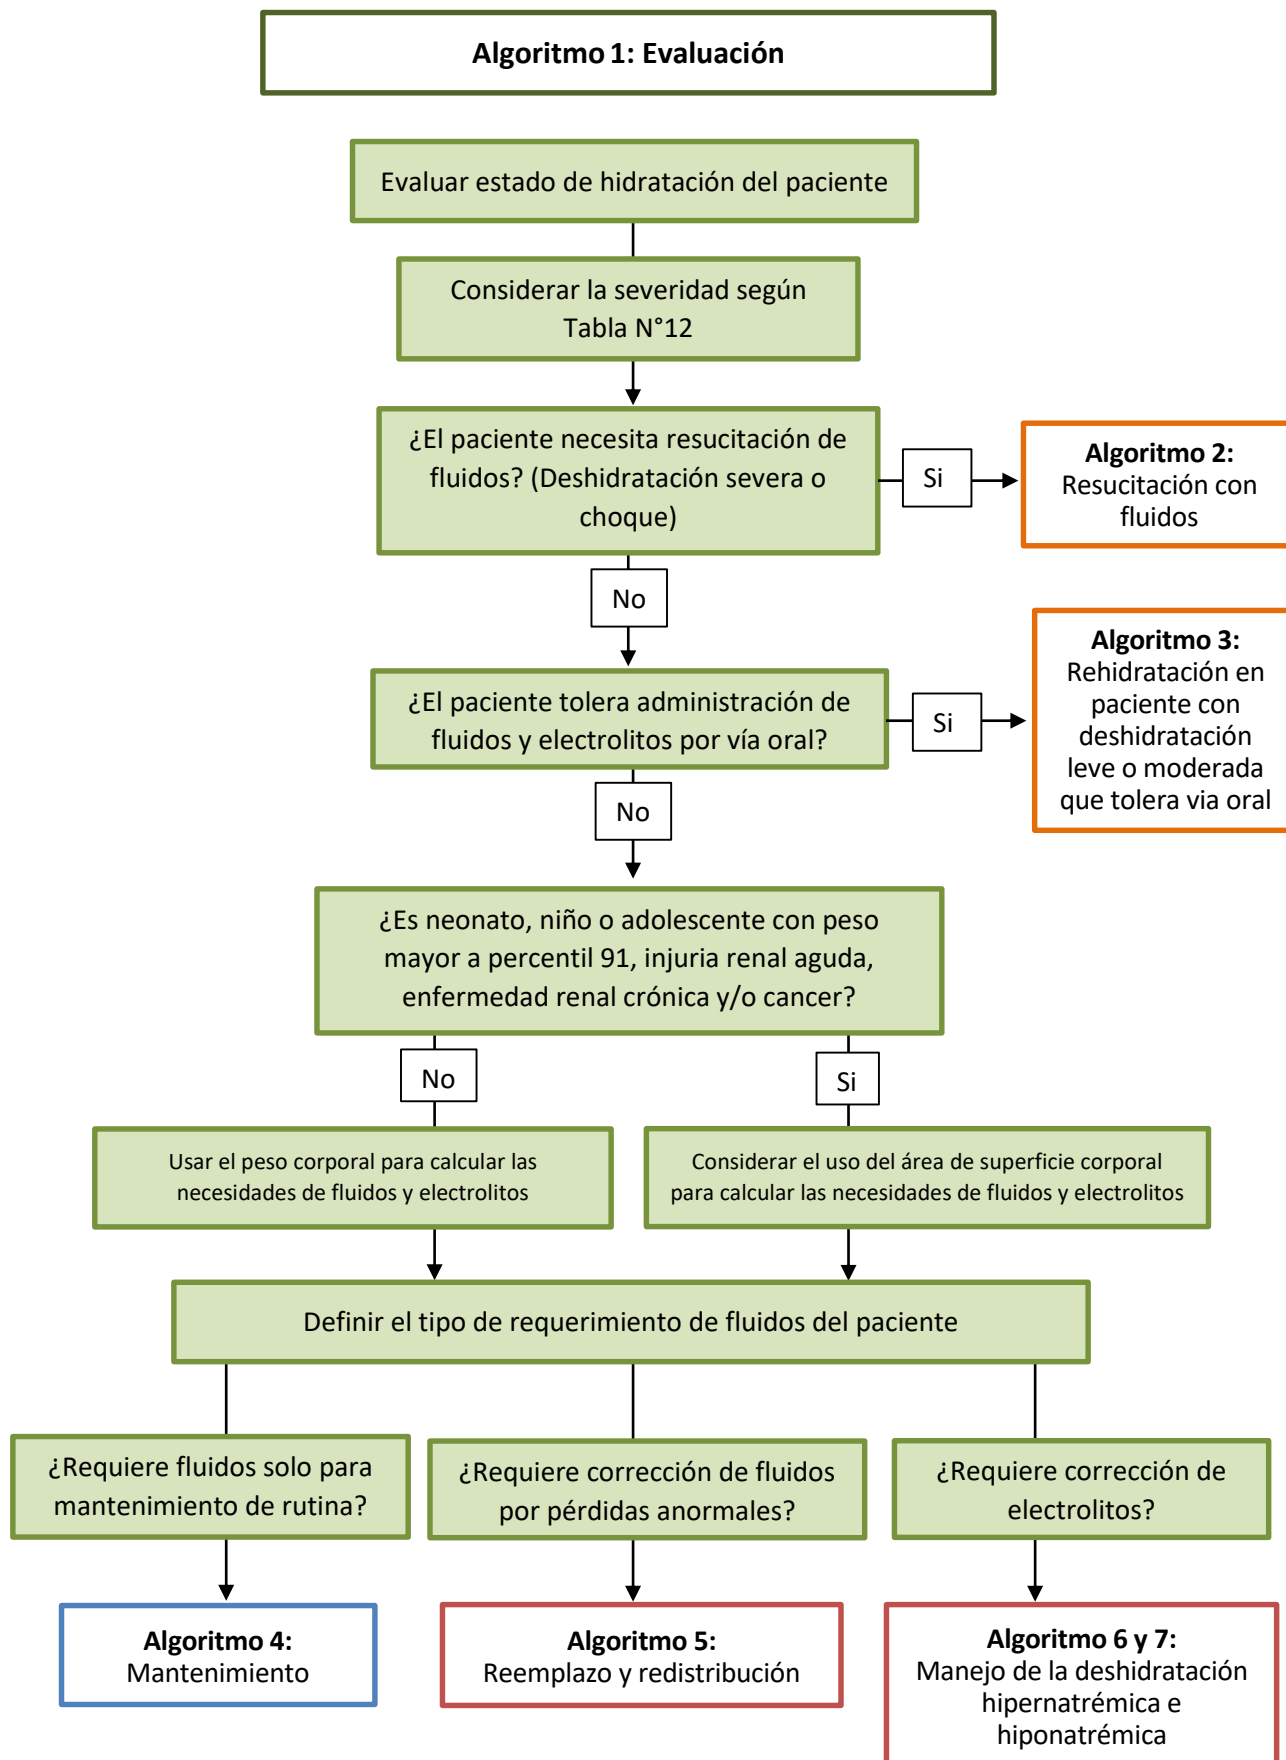 Algoritmo 1: Evaluación
Evaluar estado de hidratación del paciente
Considerar la severidad según
Tabla N°12
¿El paciente necesita resucitación de
fluidos? (Deshidratación severa o
choque)
Si
Algoritmo 2:
Resucitación con
fluidos
No
¿El paciente tolera administración de
fluidos y electrolitos por vía oral?
Si
Algoritmo 3:
Rehidratación en
paciente con
deshidratación
leve o moderada
que tolera via oral
No
¿Es neonato, niño o adolescente con peso
mayor a percentil 91, injuria renal aguda,
enfermedad renal crónica y/o cancer?
No
Si
Usar el peso corporal para calcular las
necesidades de fluidos y electrolitos
Considerar el uso del área de superficie corporal
para calcular las necesidades de fluidos y electrolitos
Definir el tipo de requerimiento de fluidos del paciente
¿Requiere fluidos solo para
mantenimiento de rutina?
¿Requiere corrección de fluidos
por pérdidas anormales?
¿Requiere corrección de
electrolitos?
Algoritmo 4:
Mantenimiento
Algoritmo 5:
Reemplazo y redistribución
Algoritmo 6 y 7:
Manejo de la deshidratación
hipernatrémica e
hiponatrémica